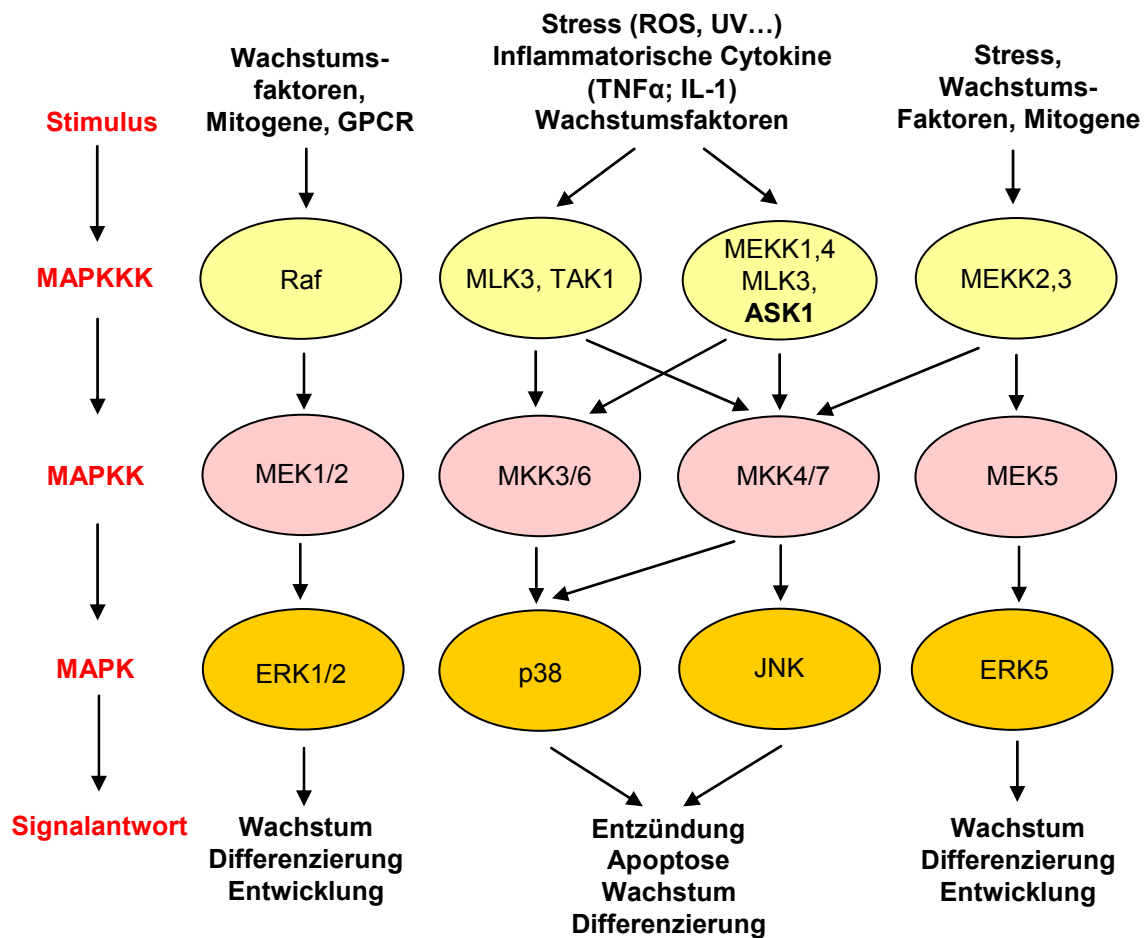 Stimulus
MAPKKK
MAPKK
MAPK
Signalantwort
Wachstums-
faktoren,
Mitogene, GPCR
Stress (ROS, UV…)
Inflammatorische Cytokine
(TNFα; IL-1)
Wachstumsfaktoren
Stress,
Wachstums-
Faktoren, Mitogene
Raf
MLK3, TAK1
MEKK1,4
MLK3,
ASK1
MEKK2,3
MEK1/2
MKK3/6
MKK4/7
MEK5
ERK1/2
p38
JNK
ERK5
Wachstum
Differenzierung
Entwicklung
Entzündung
Apoptose
Wachstum
Differenzierung
Wachstum
Differenzierung
Entwicklung